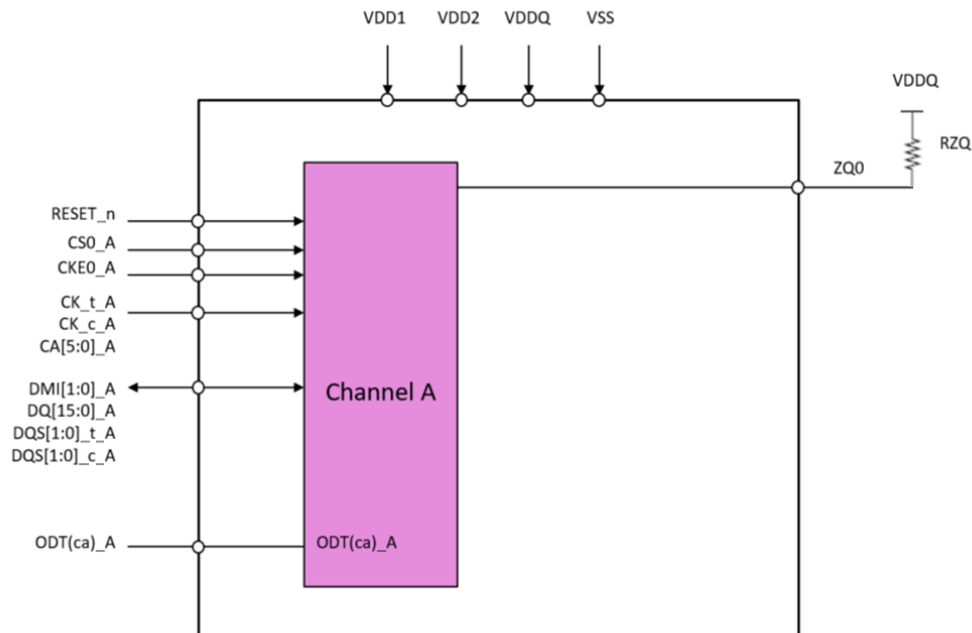 VDD1 VDD2 VDDQ VSS
VDDQ
RZQ
ZQ0
RESET_n
CS0_A
CKE0_A
CK_t_A
CK_c_A
CA[5:0]_A
DMI[1:0]_A
DQ[15:0]_A
DQS[1:0]_t_A
DQS[1:0]_c_A
Channel A
ODT(ca)_A ODT(ca)_A